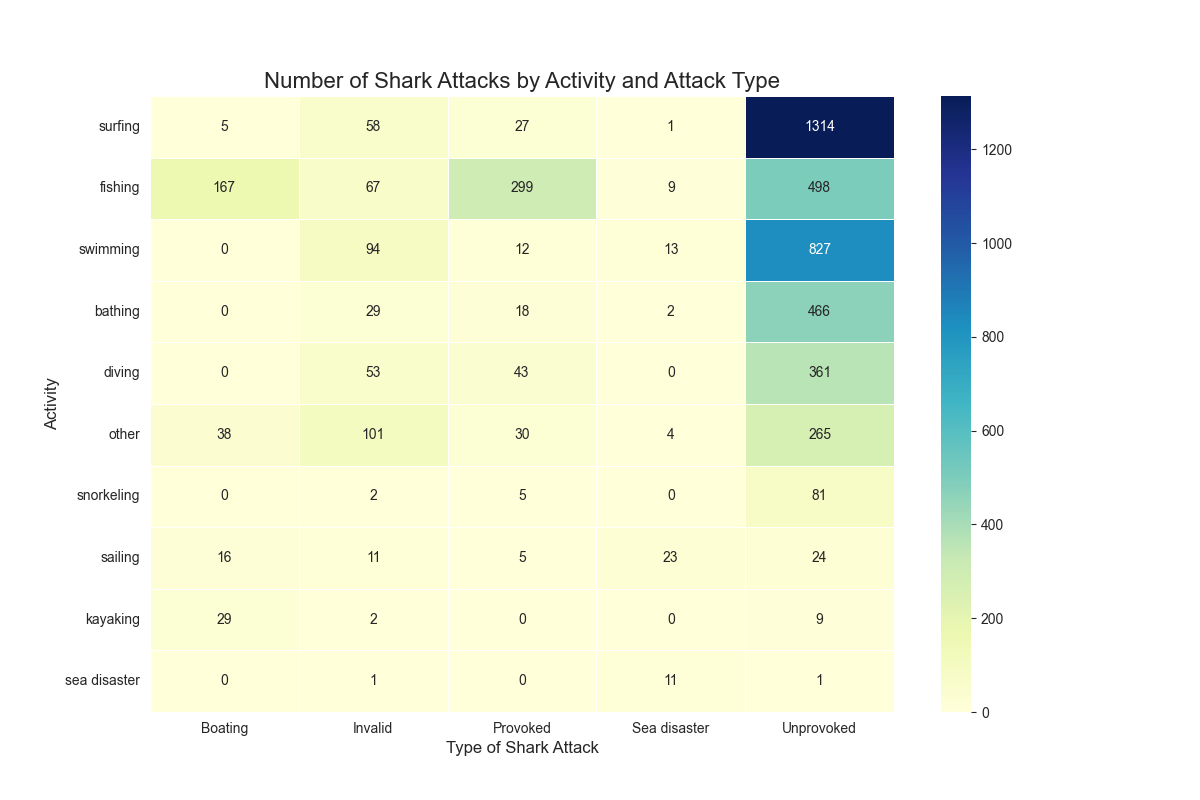 Number of Shark Attacks by Activity and Attack Type
surfing 5 58 27 1 1314
fishing 167 67 299 9 498
swimming 0 94 12 13 827
bathing 0 29 18 2 466
diving 0 53 43 0 361
other 38 101 30 4 265
snorkeling 0 2 5 0 81
sailing 16 11 5 23 24
kayaking 29 2 0 0 9
sea disaster 0 1 0 11 1
Activity
Boating Invalid Provoked Sea disaster Unprovoked
Type of Shark Attack
1200
1000
800
600
400
200
0